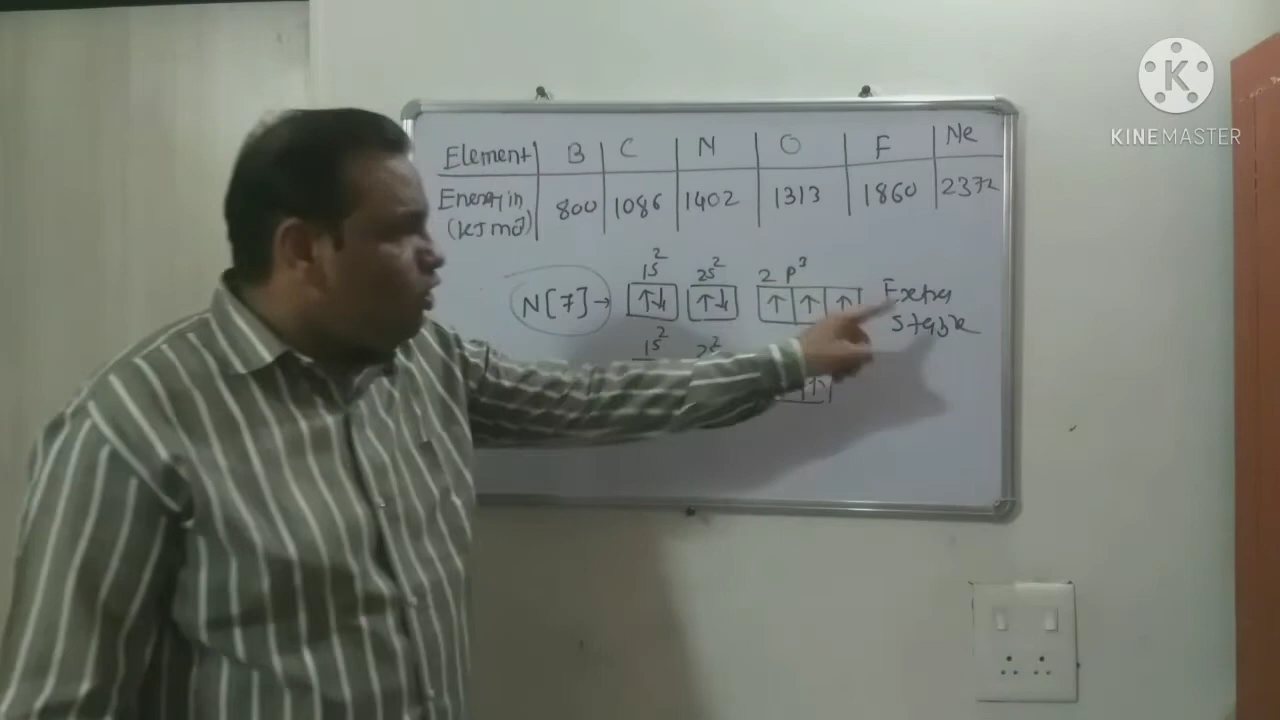 Element B C N O F Ne
Energy in 800 1086 1402 1313 1860 2372
(KJ mol)
1s² 2s² 2p³
N[7]→ ↑↓ ↑↓ ↑ ↑ ↑ Extra
Stable
1s² 2s²
↑ ↑
K
KINEMASTER